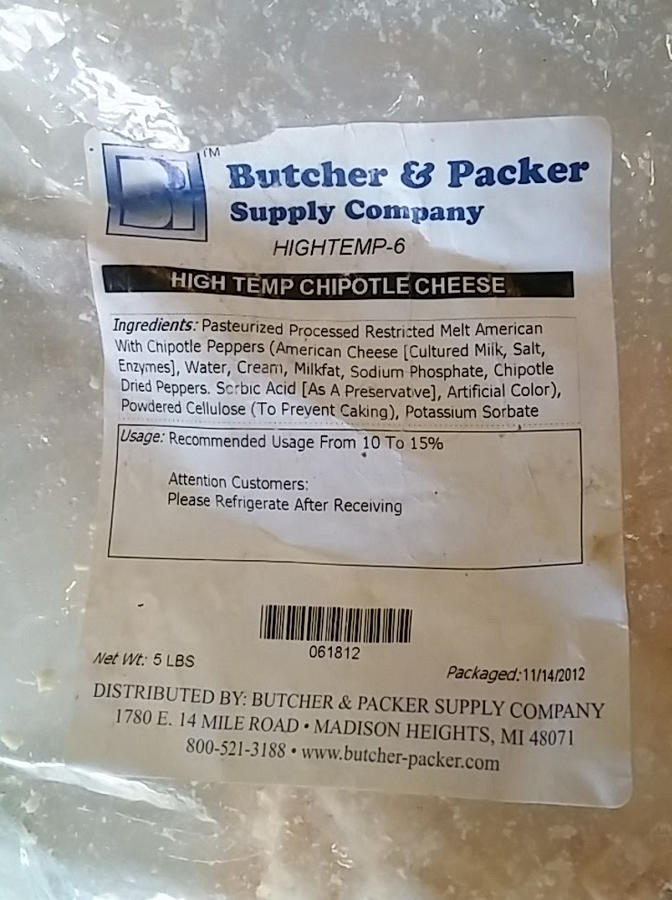 TM
Butcher & Packer
Supply Company
HIGHTEMP-6
HIGH TEMP CHIPOTLE CHEESE
Ingredients: Pasteurized Processed Restricted Melt American
With Chipotle Peppers (American Cheese [Cultured Milk, Salt,
Enzymes], Water, Cream, Milkfat, Sodium Phosphate, Chipotle
Dried Peppers. Sorbic Acid [As A Preservative], Artificial Color),
Powdered Cellulose (To Prevent Caking), Potassium Sorbate
Usage: Recommended Usage From 10 To 15%
Attention Customers:
Please Refrigerate After Receiving
061812
Net Wt: 5 LBS
Packaged: 11/14/2012
DISTRIBUTED BY: BUTCHER & PACKER SUPPLY COMPANY
1780 E. 14 MILE ROAD • MADISON HEIGHTS, MI 48071
800-521-3188 • www.butcher-packer.com